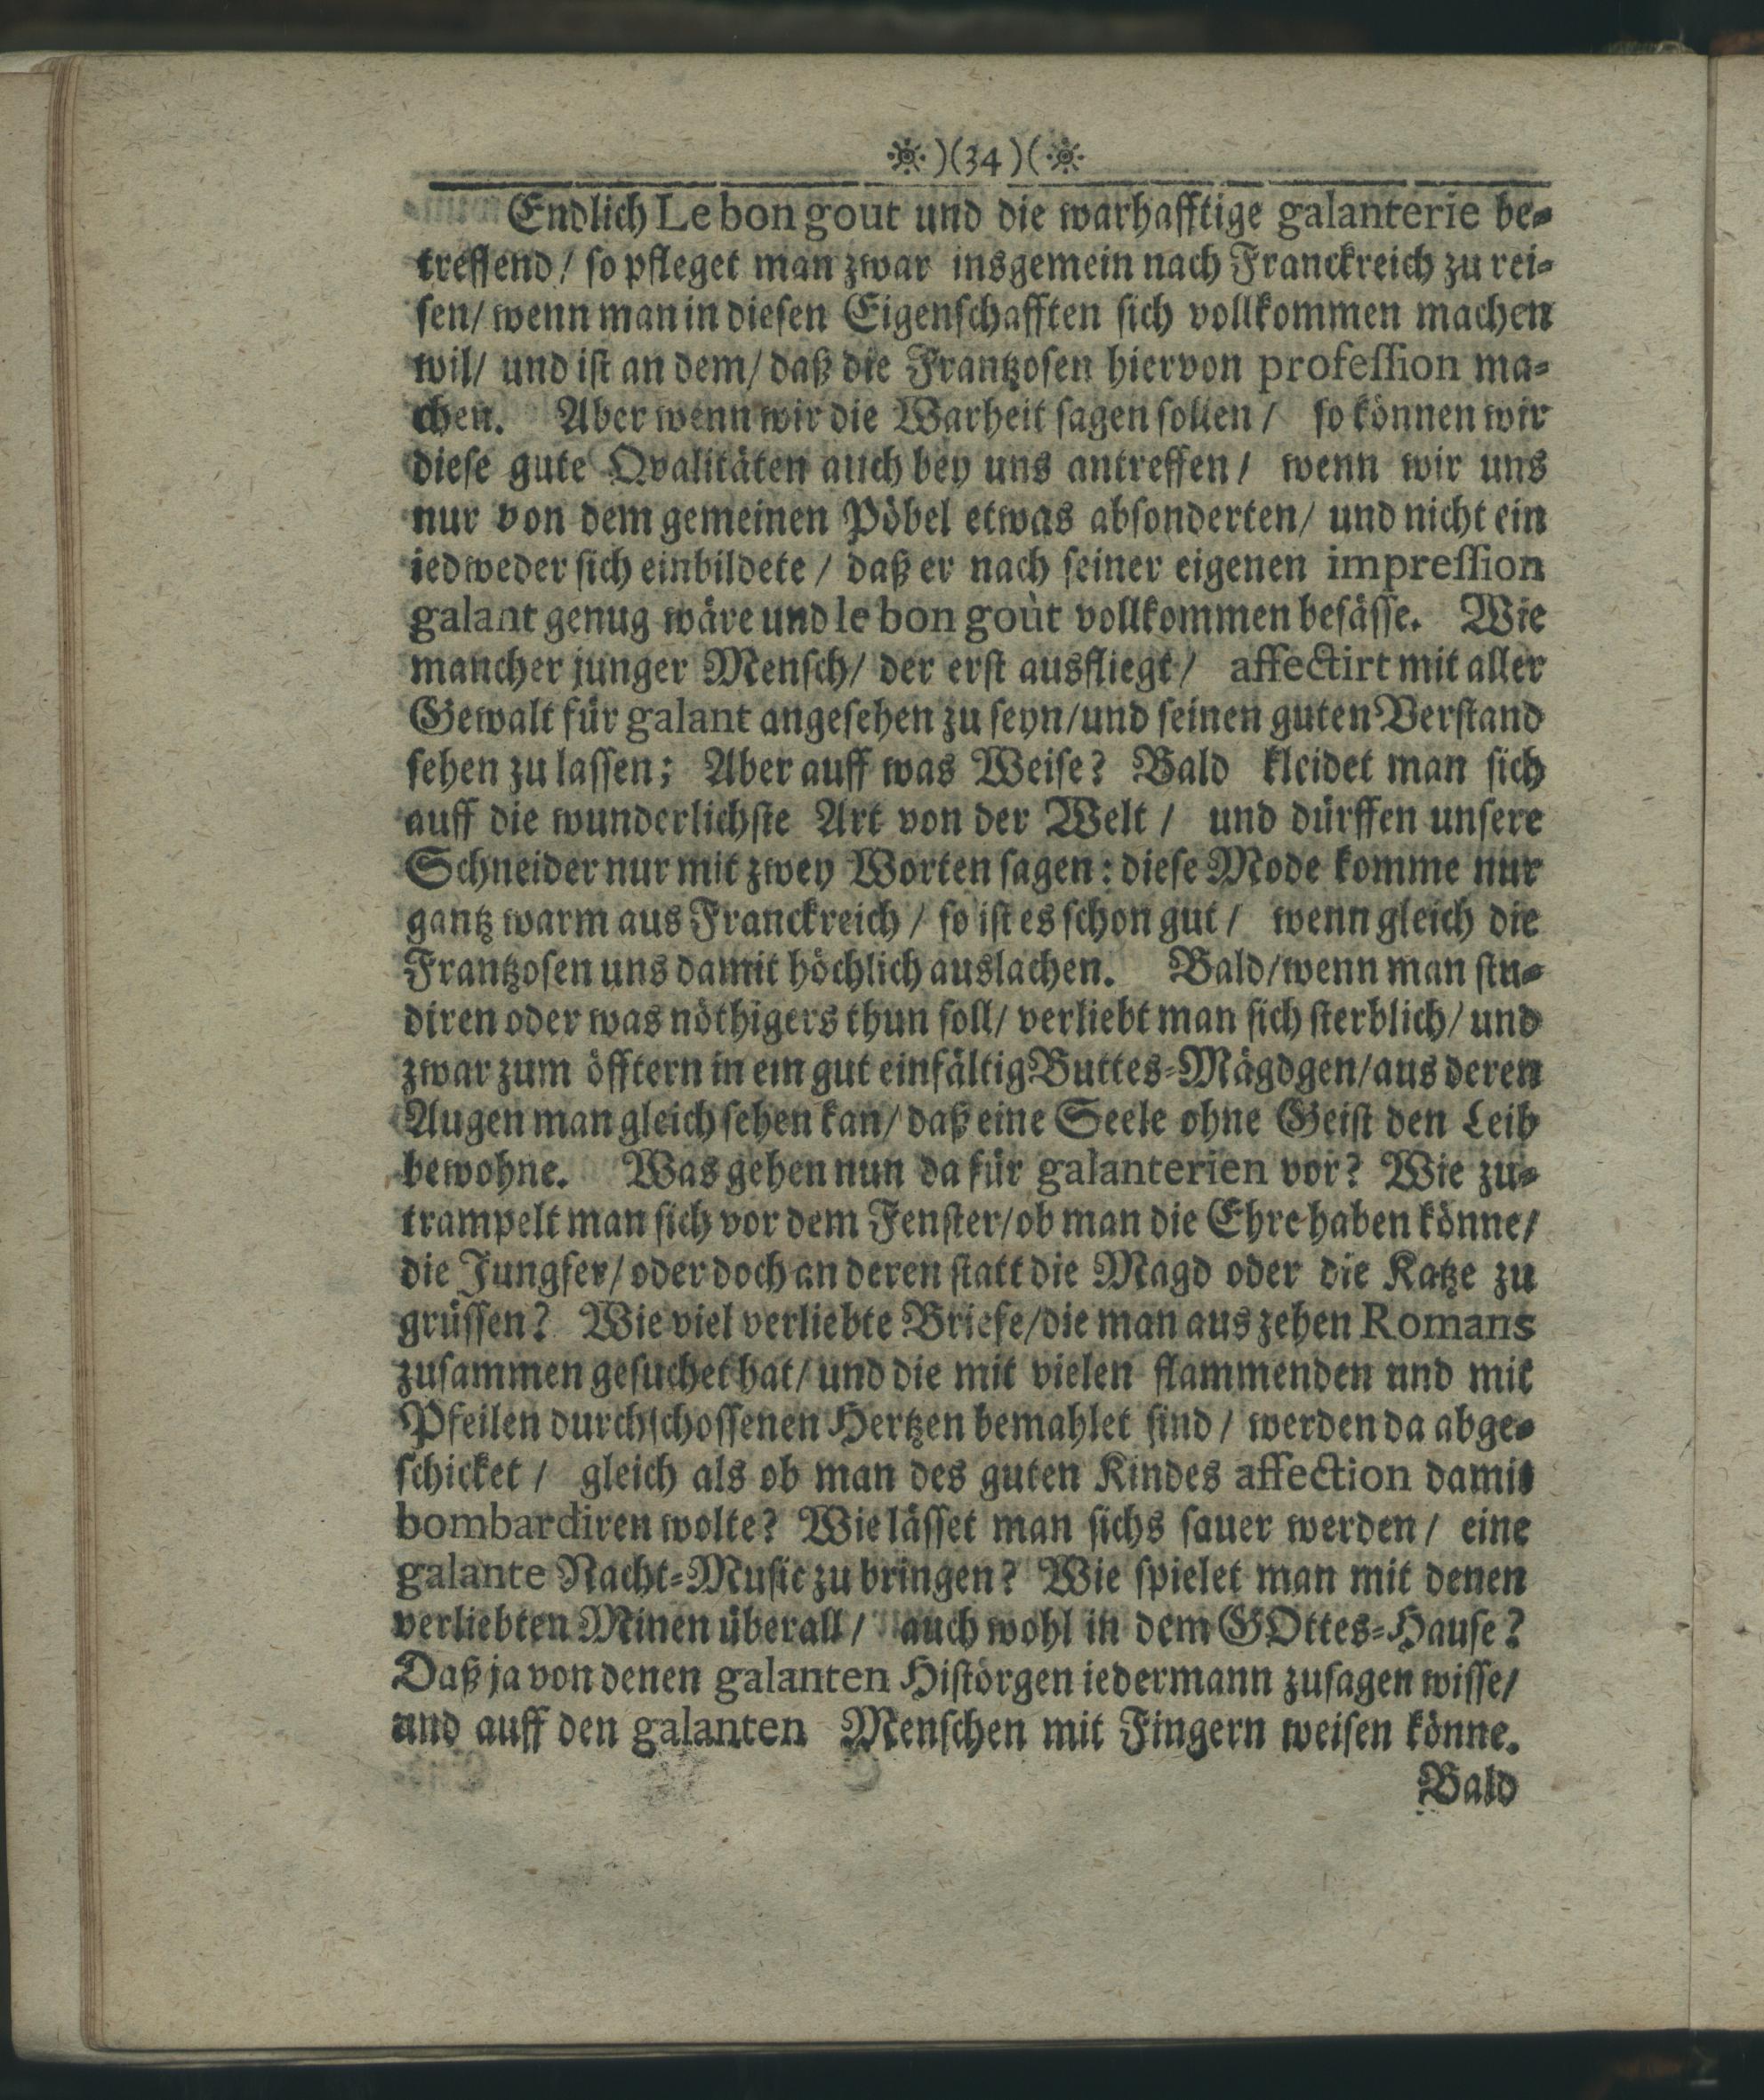 )(34)(
Endlich Le bon gout und die warhafftige galanterie be-
treffend/ so pfleget man zwar insgemein nach Franckreich zu rei-
sen/ wenn man in diesen Eigenschafften sich vollkommen machen
wil/ und ist an dem/ daß die Frantzosen hiervon profession ma-
chen. Aber wenn wir die Warheit sagen sollen/ so können wir
diese gute Qvalitäten auch bey uns antreffen/ wenn wir uns
nur von dem gemeinen Pöbel etwas absonderten/ und nicht ein
iedweder sich einbildete/ daß er nach seiner eigenen impression
galant genug wäre und le bon goùt vollkommen besässe. Wie
mancher junger Mensch/ der erst ausfliegt/ affectirt mit aller
Gewalt für galant angesehen zu seyn/ und seinen guten Verstand
sehen zu lassen; Aber auff was Weise? Bald kleidet man sich
auff die wunderlichste Art von der Welt/ und dürffen unsere
Schneider nur mit zwey Worten sagen: diese Mode komme nur
gantz warm aus Franckreich/ so ist es schon gut/ wenn gleich die
Frantzosen uns damit höchlich auslachen. Bald/ wenn man stu-
diren oder was nöthigers thun soll/ verliebt man sich sterblich/ und
zwar zum öfftern in ein gut einfältig Buttes-Mägdgen/ aus deren
Augen man gleich sehen kan/ daß eine Seele ohne Geist den Leib
bewohne. Was gehen nun da für galanterien vor? Wie zu-
trampelt man sich vor dem Fenster/ ob man die Ehre haben könne/
die Jungfer/ oder doch an deren statt die Magd oder die Katze zu
grüssen? Wie viel verliebte Briefe/ die man aus zehen Romans
zusammen gesuchet hat/ und die mit vielen flammenden und mit
Pfeilen durchschossenen Hertzen bemahlet sind/ werden da abge-
schicket/ gleich als ob man des guten Kindes affection damit
bombardiren wolte? Wie lässet man sichs sauer werden/ eine
galante Nacht-Music zu bringen? Wie spielet man mit denen
verliebten Minen überall/ auch wohl in dem GOttes-Hause?
Daß ja von denen galanten Histörgen iedermann zusagen wisse/
und auff den galanten Menschen mit Fingern weisen könne.
Bald